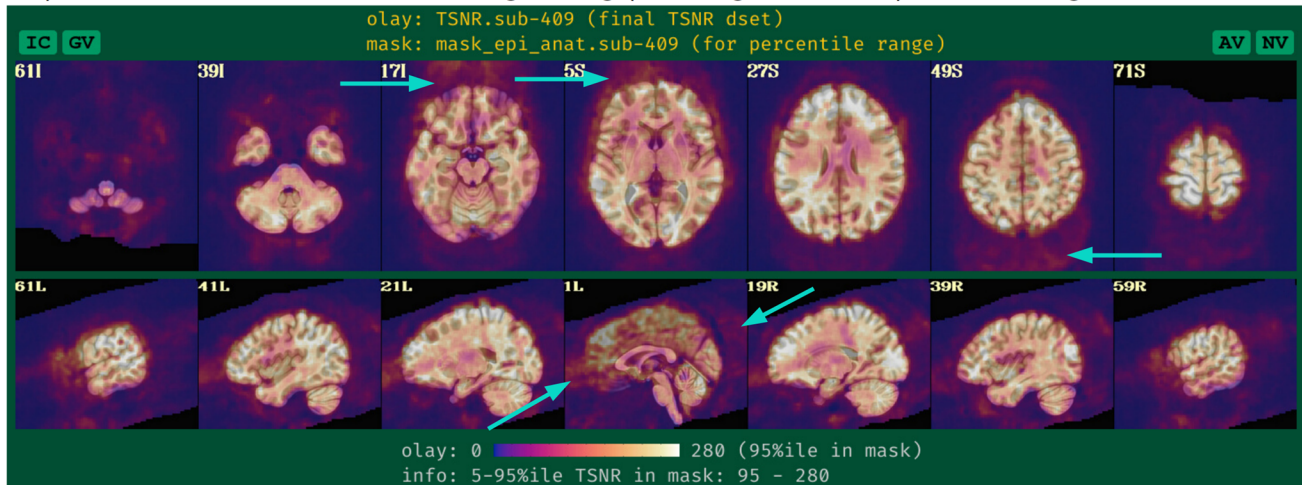 olay: TSNR.sub-409 (final TSNR dset)
mask: mask_epi_anat.sub-409 (for percentile range)
IC GV
AV NV
61I 39I 17I 5S 27S 49S 71S
61L 41L 21L 1L 19R 39R 59R
olay: 0 280 (95%ile in mask)
info: 5-95%ile TSNR in mask: 95 - 280